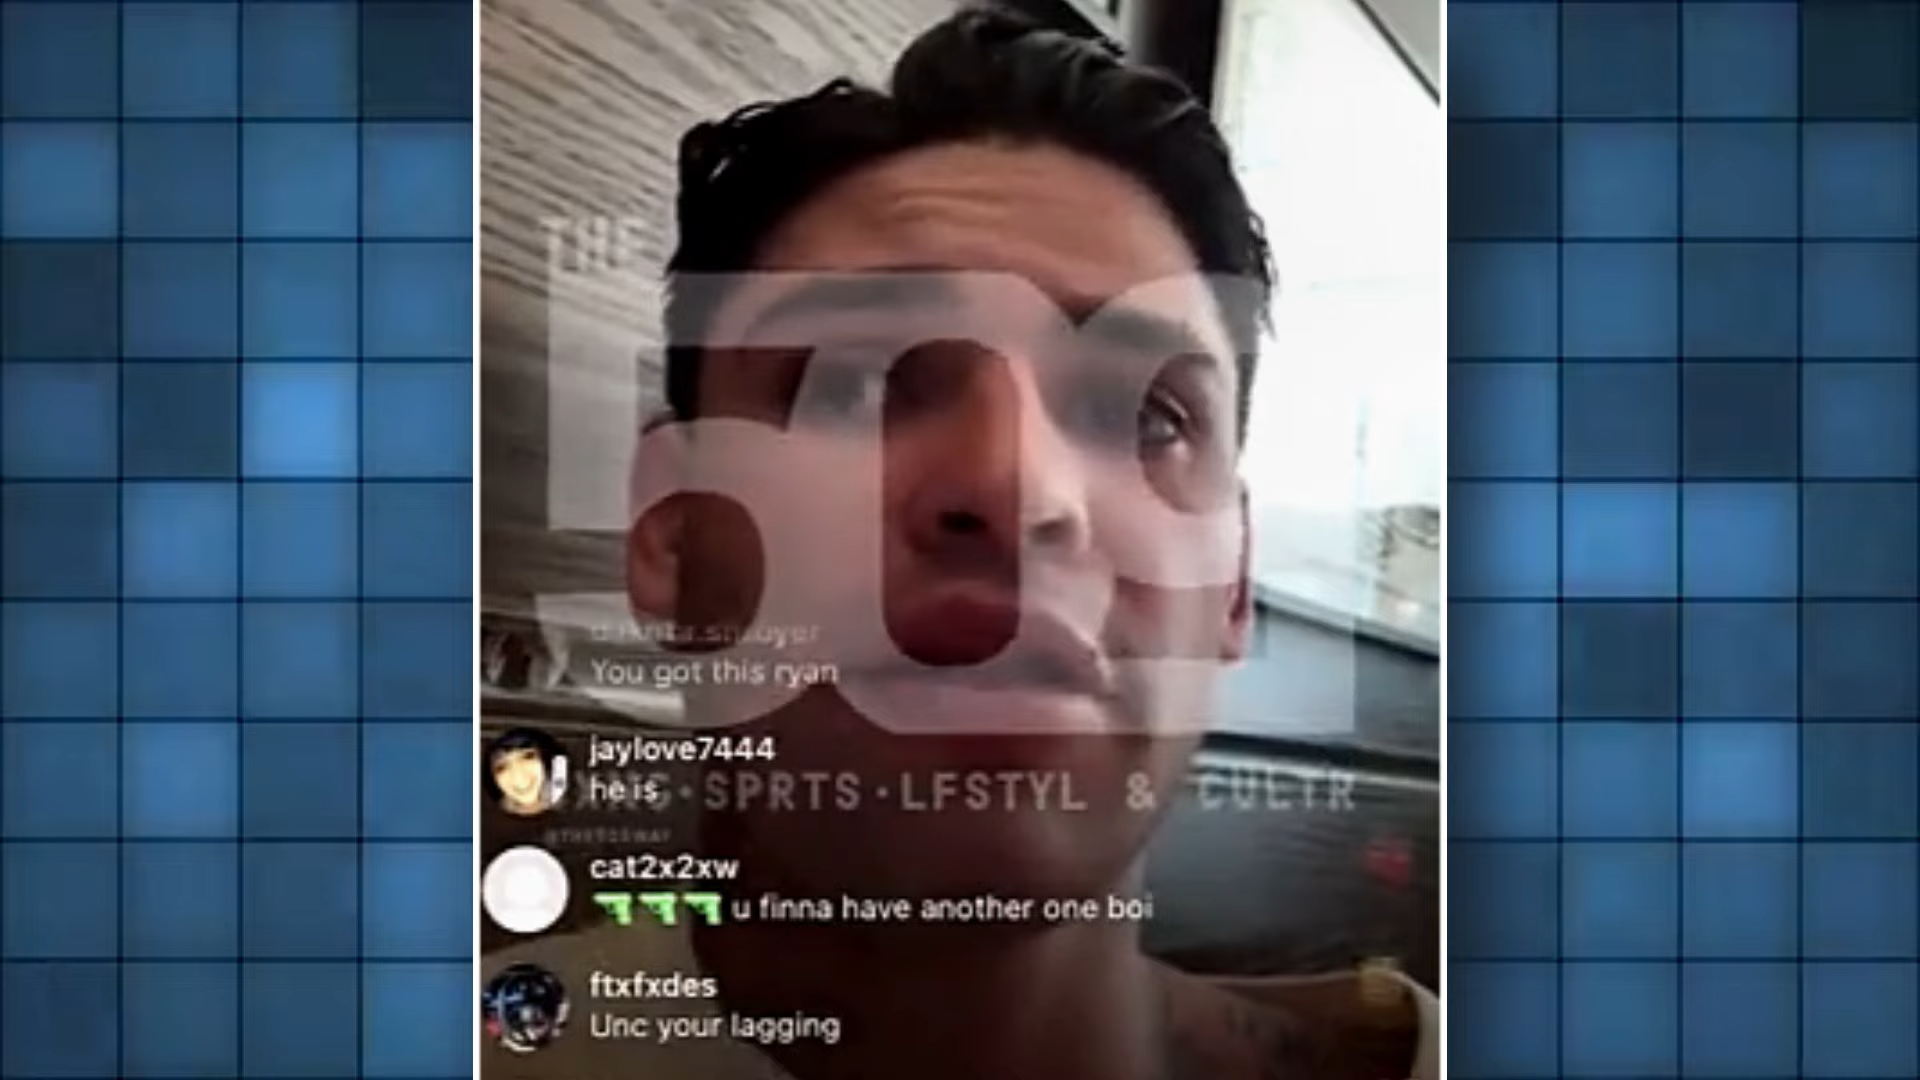 THE
You got this ryan
jaylove7444
he is
SPRTS·LFSTYL & CULTR
cat2x2xw
u finna have another one boi
ftxfxdes
Unc your lagging